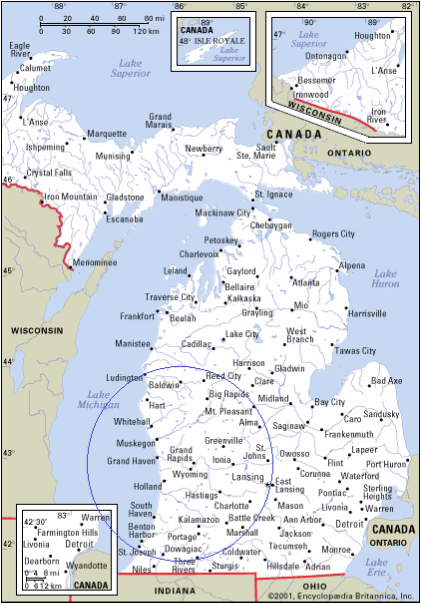 88° 87° 86° 85° 84° 83° 82°
0 20 40 60 80 mi
0 30 60 90 120 km
CANADA
48° ISLE ROYALE
Lake
Superior
89°
90° 89°
47°
Lake
Superior
Houghton
Ontonagon
L'Anse
Bessemer
Ironwood
Iron
River
WISCONSIN
Eagle
River
Calumet
Houghton
47°
L'Anse
Lake
Superior
Marquette
Ishpeming
Munising
Grand
Marais
Newberry
Sault
Ste. Marie
CANADA
ONTARIO
Crystal Falls
46°
Iron Mountain
Gladstone
Escanaba
Manistique
St. Ignace
Mackinaw City
Cheboygan
Menominee
Petoskey
Charlevoix
Rogers City
45°
Leland
Gaylord
Alpena
Lake
Huron
Bellaire
Atlanta
Traverse City
Kalkaska
Frankfort
Beulah
Grayling
Mio
Harrisville
WISCONSIN
Manistee
Cadillac
Lake City
West
Branch
Tawas City
44°
Harrison
Gladwin
Ludington
Baldwin
Reed City
Clare
Bad Axe
Lake
Michigan
Hart
Big Rapids
Midland
Bay City
Mt. Pleasant
Caro
Sandusky
Whitehall
Alma
Saginaw
Frankenmuth
43°
Muskegon
Greenville
St.
Johns
Owosso
Flint
Lapeer
Port Huron
Grand Haven
Grand
Rapids
Ionia
Corunna
Waterford
Wyoming
Lansing
East
Lansing
Pontiac
Sterling
Heights
Holland
Hastings
Charlotte
Mason
Livonia
Warren
South
Haven
Kalamazoo
Battle Creek
Ann Arbor
Detroit
Benton
Harbor
Portage
Marshall
Jackson
CANADA
ONTARIO
42°
St. Joseph
Dowagiac
Coldwater
Tecumseh
Monroe
Niles
Three
Rivers
Sturgis
Hillsdale
Adrian
Lake
Erie
INDIANA
OHIO
83°
42°30'
Warren
Farmington Hills
Livonia
Detroit
Dearborn
0 4 8 mi
0 6 12 km
Wyandotte
CANADA
©2001, Encyclopædia Britannica, Inc.